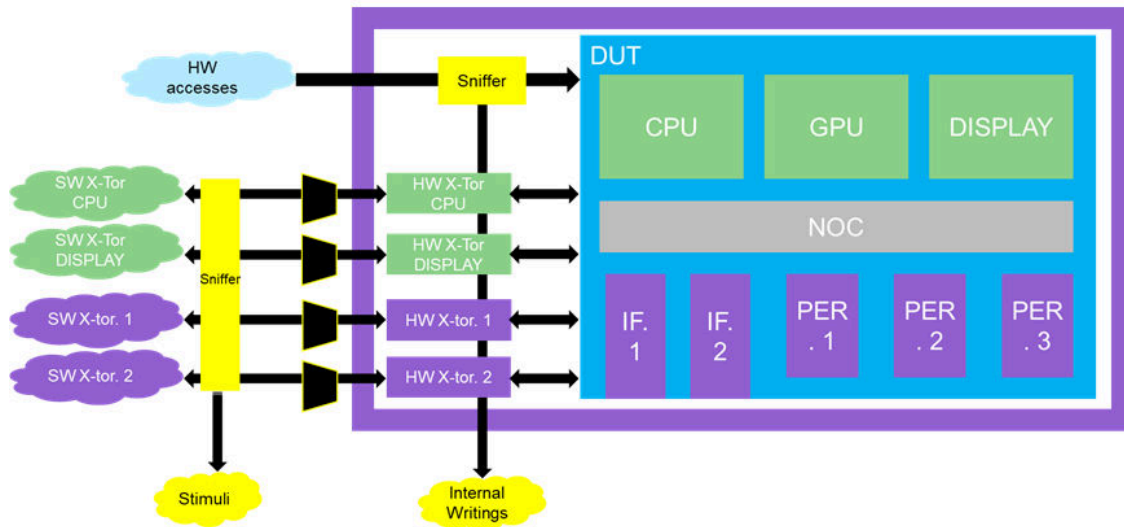 HW
accesses
Sniffer
DUT
CPU
GPU
DISPLAY
SW X-Tor
CPU
HW X-Tor
CPU
SW X-Tor
DISPLAY
Sniffer
HW X-Tor
DISPLAY
NOC
SW X-tor. 1
HW X-tor. 1
SW X-tor. 2
HW X-tor. 2
IF.
1
IF.
2
PER
. 1
PER
. 2
PER
. 3
Stimuli
Internal
Writings